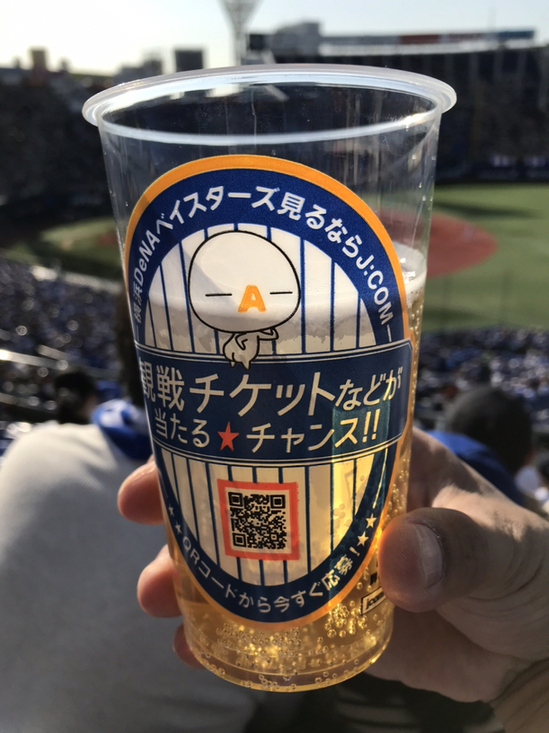 横浜DeNAベイスターズ見るならJ:COM
A
観戦チケットなどが
当たる★チャンス!!
★★QRコードから今すぐ応募!★★